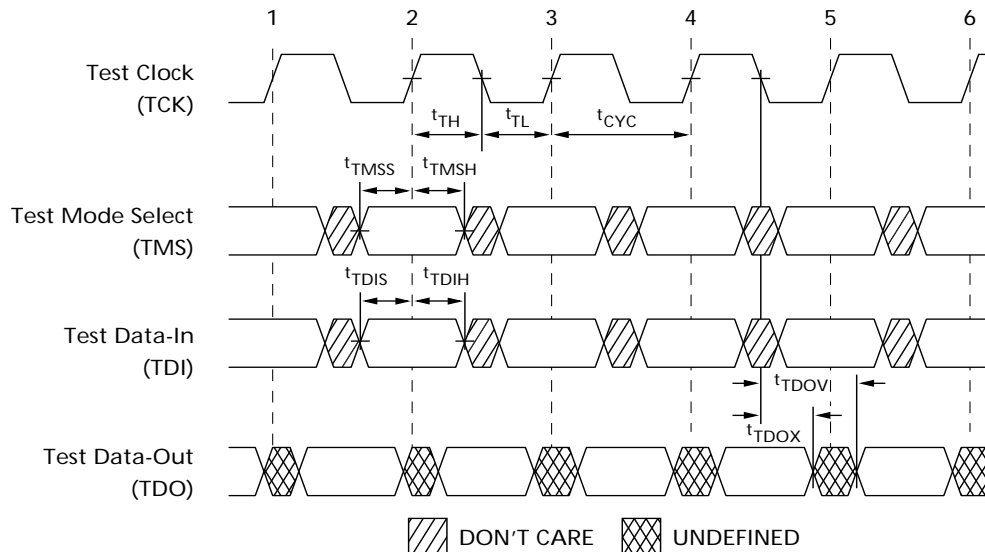 1 2 3 4 5 6
Test Clock
(TCK)
tTH tTL tCYC
tTMSS tTMSH
Test Mode Select
(TMS)
tTDIS tTDIH
Test Data-In
(TDI)
tTDOV
tTDOX
Test Data-Out
(TDO)
DON'T CARE UNDEFINED